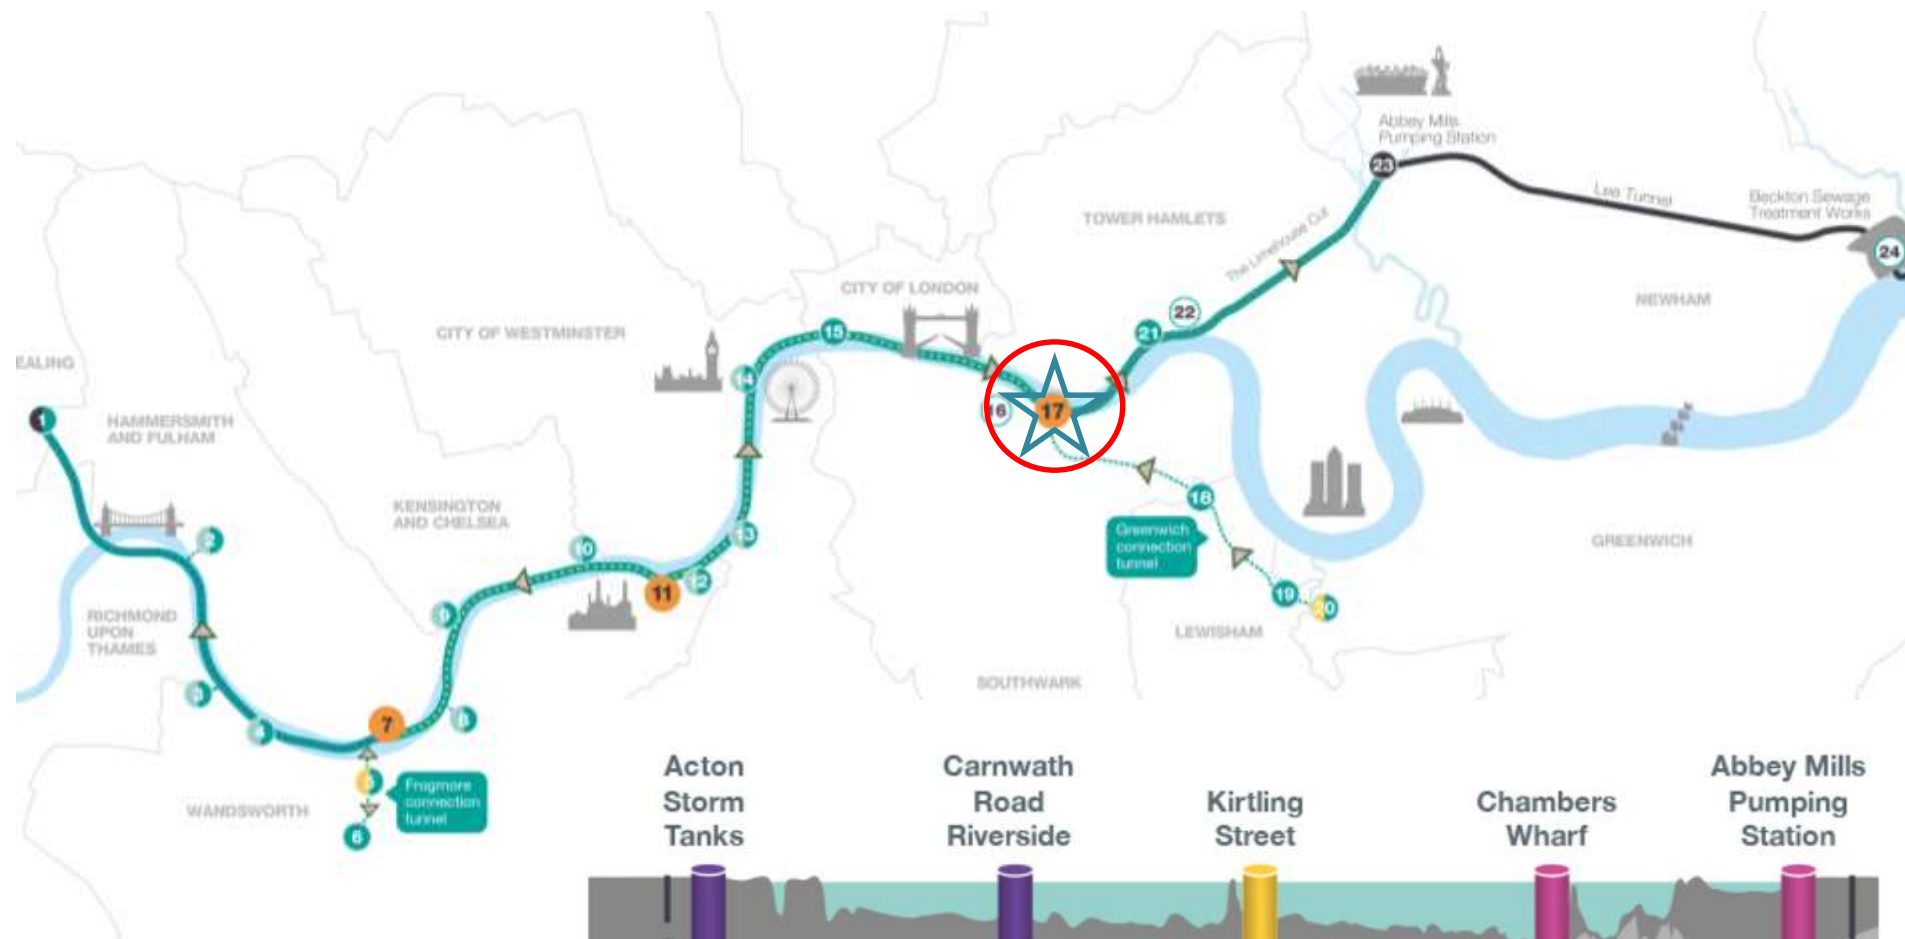 Abbey Mills
Pumping Station
23
Lee Tunnel
Beckton Sewage
Treatment Works
24
TOWER HAMLETS
The Limehouse Cut
NEWHAM
CITY OF LONDON
22
21
15
CITY OF WESTMINSTER
EALING
14
16
17
1
HAMMERSMITH
AND FULHAM
KENSINGTON
AND CHELSEA
18
Greenwich
connection
tunnel
GREENWICH
2
10
13
12
11
19
20
9
RICHMOND
UPON
THAMES
LEWISHAM
3
SOUTHWARK
4
7
8
5
Frogmore
connection
tunnel
WANDSWORTH
6
Acton
Storm
Tanks
Carnwath
Road
Riverside
Kirtling
Street
Chambers
Wharf
Abbey Mills
Pumping
Station